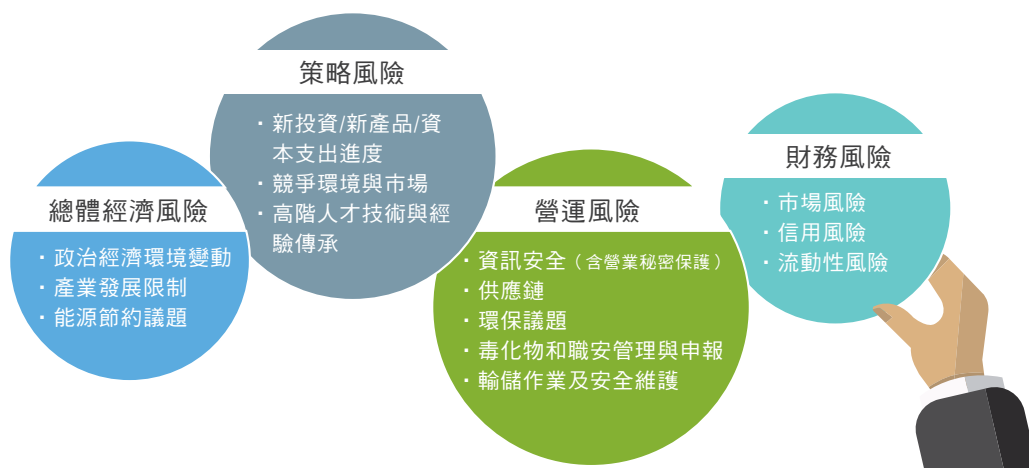 總體經濟風險
・政治經濟環境變動
・產業發展限制
・能源節約議題
策略風險
・新投資/新產品/資
本支出進度
・競爭環境與市場
・高階人才技術與經
驗傳承
營運風險
・資訊安全（含營業秘密保護）
・供應鏈
・環保議題
・毒化物和職安管理與申報
・輸儲作業及安全維護
財務風險
・市場風險
・信用風險
・流動性風險